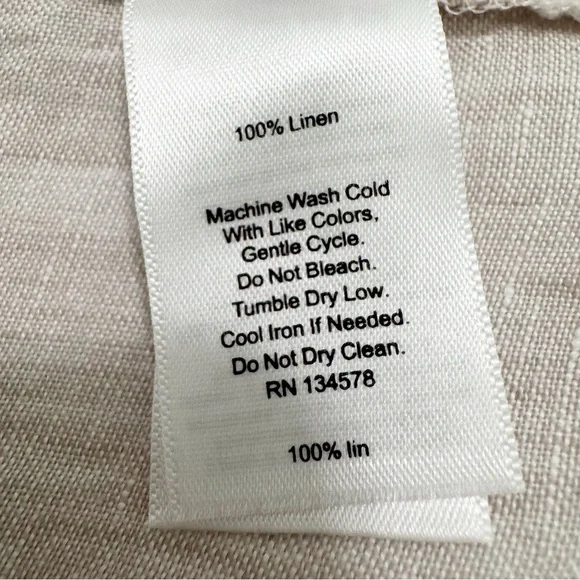 100% Linen
Machine Wash Cold
With Like Colors,
Gentle Cycle.
Do Not Bleach.
Tumble Dry Low.
Cool Iron If Needed.
Do Not Dry Clean.
RN 134578
100% lin